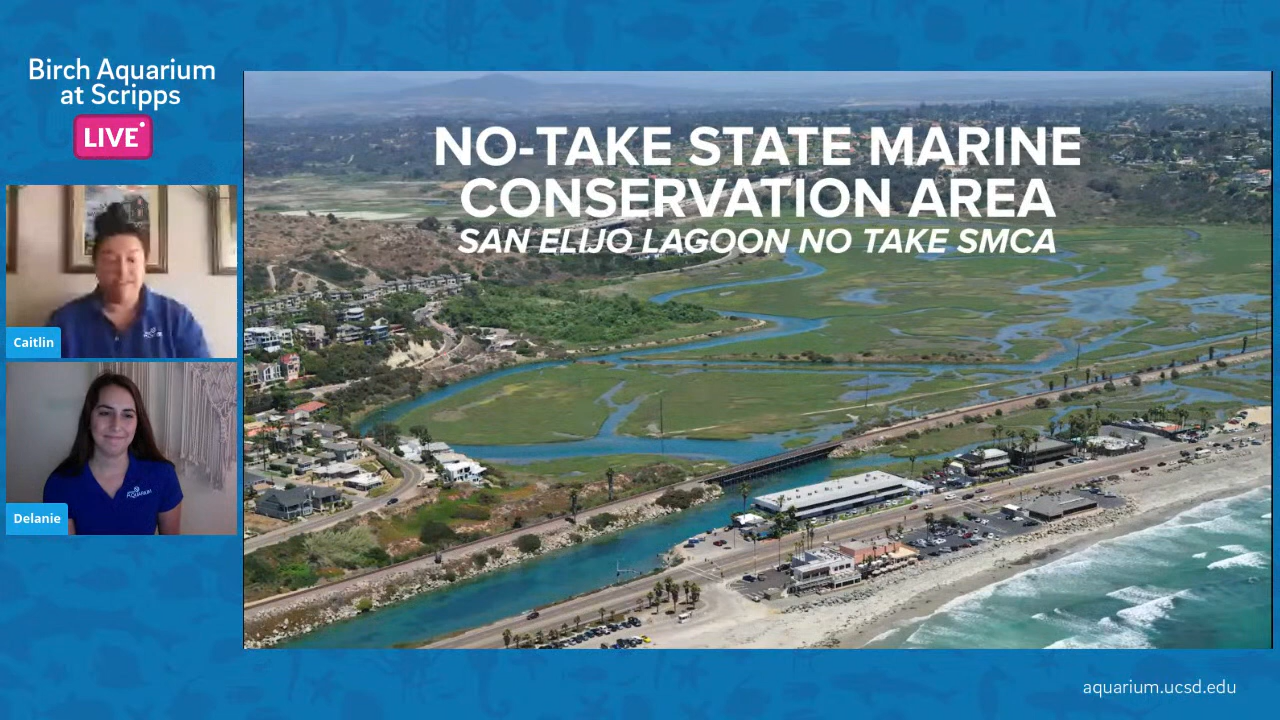 Birch Aquarium
at Scripps
LIVE
Caitlin
Delanie
AQUARIUM
NO-TAKE STATE MARINE
CONSERVATION AREA
SAN ELIJO LAGOON NO TAKE SMCA
aquarium.ucsd.edu